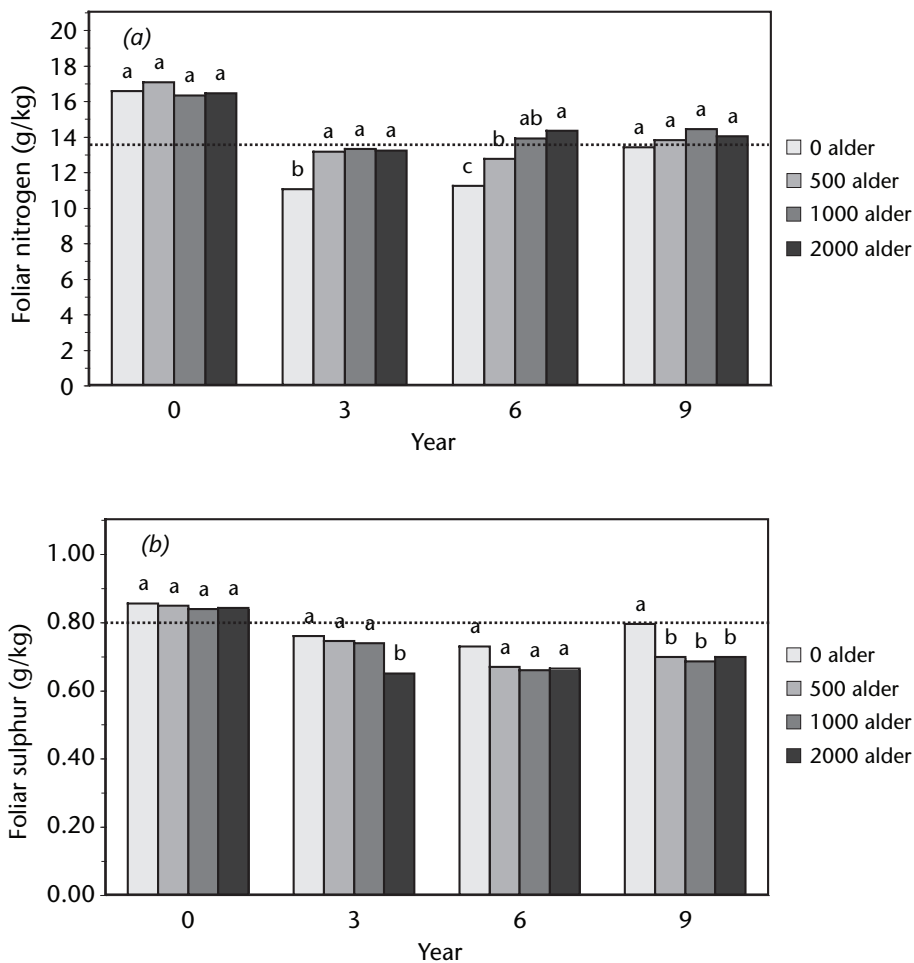 (a)
20
18
16
14
12
10
8
6
4
2
0
Foliar nitrogen (g/kg)
a a a a
b a a a
c b ab a
a a a a
0 3 6 9
Year
0 alder
500 alder
1000 alder
2000 alder
(b)
1.00
0.80
0.60
0.40
0.20
0.00
Foliar sulphur (g/kg)
a a a a
a a a b
a a a a
a b b b
0 3 6 9
Year
0 alder
500 alder
1000 alder
2000 alder